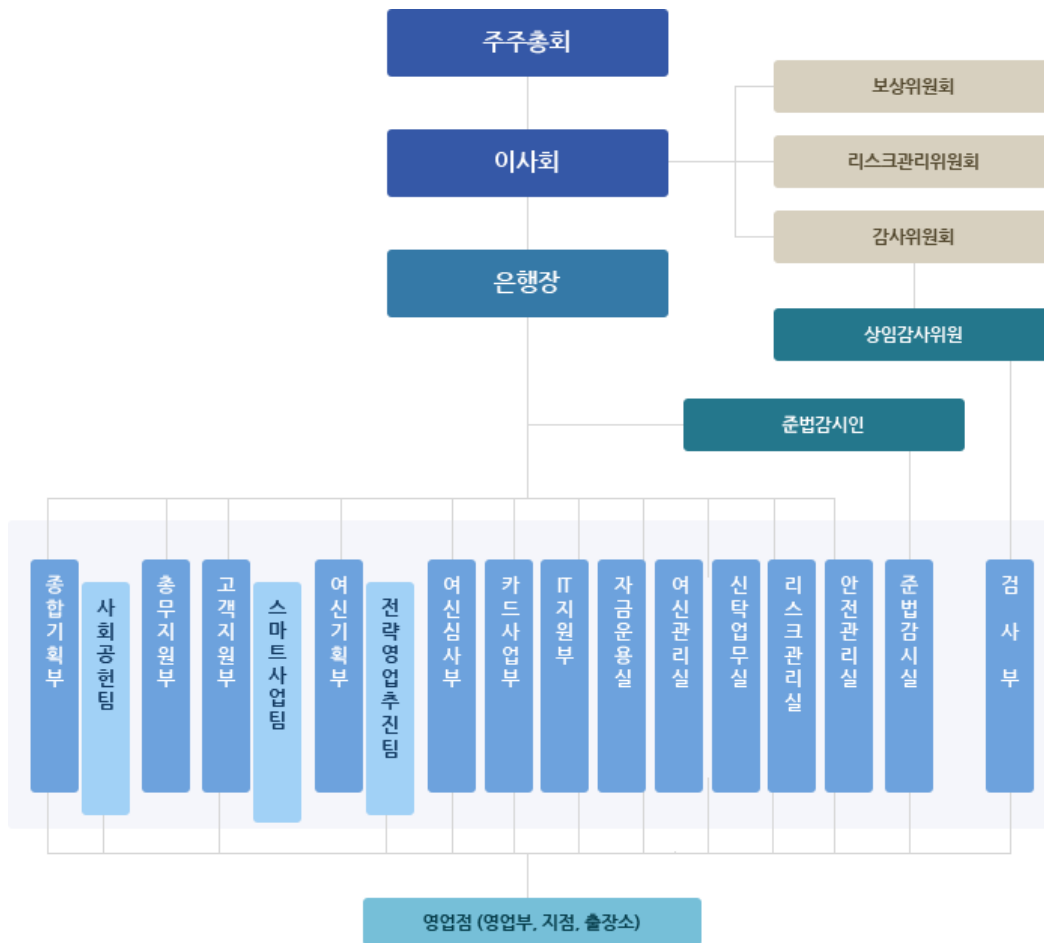 주주총회
이사회
보상위원회
리스크관리위원회
감사위원회
은행장
상임감사위원
준법감시인
종합기획부
사회공헌팀
총무지원부
고객지원부
스마트사업팀
여신기획부
전략영업추진팀
여신심사부
카드사업부
IT지원부
자금운용실
여신관리실
신탁업무실
리스크관리실
안전관리실
준법감시실
검 사 부
영업점 (영업부, 지점, 출장소)